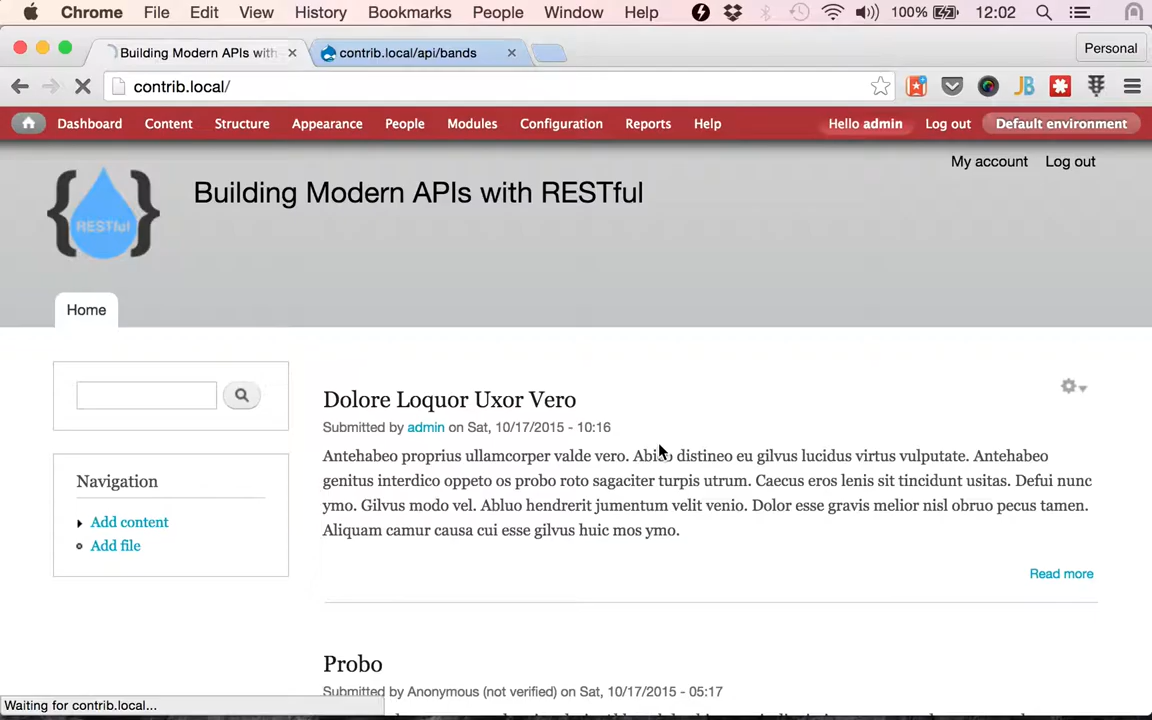 Chrome File Edit View History Bookmarks People Window Help 100% 12:02
Building Modern APIs with contrib.local/api/bands Personal
contrib.local/
Dashboard Content Structure Appearance People Modules Configuration Reports Help Hello admin Log out Default environment
My account Log out
RESTful
Building Modern APIs with RESTful
Home
Dolore Loquor Uxor Vero
Submitted by admin on Sat, 10/17/2015 - 10:16
Antehabeo proprius ullamcorper valde vero. Abico distineo eu gilvus lucidus virtus vulputate. Antehabeo
genitus interdico oppeto os probo roto sagaciter turpis utrum. Caecus eros lenis sit tincidunt usitas. Defui nunc
ymo. Gilvus modo vel. Abluo hendrerit jumentum velit venio. Dolor esse gravis melior nisl obruo pecus tamen.
Aliquam camur causa cui esse gilvus huic mos ymo.
Read more
Navigation
Add content
Add file
Probo
Submitted by Anonymous (not verified) on Sat, 10/17/2015 - 05:17
Waiting for contrib.local...